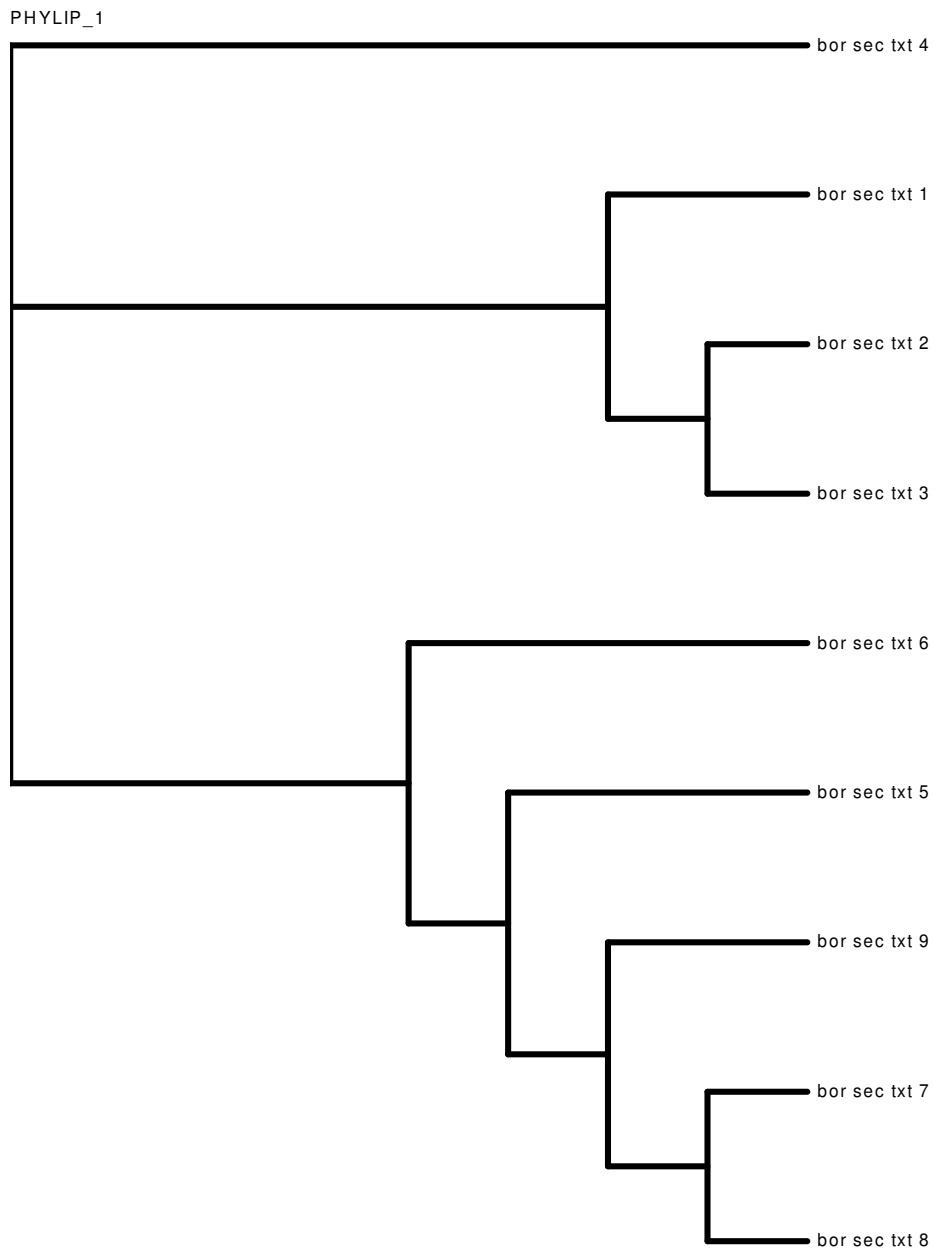 PHYLIP_1
bor sec txt 4
bor sec txt 1
bor sec txt 2
bor sec txt 3
bor sec txt 6
bor sec txt 5
bor sec txt 9
bor sec txt 7
bor sec txt 8